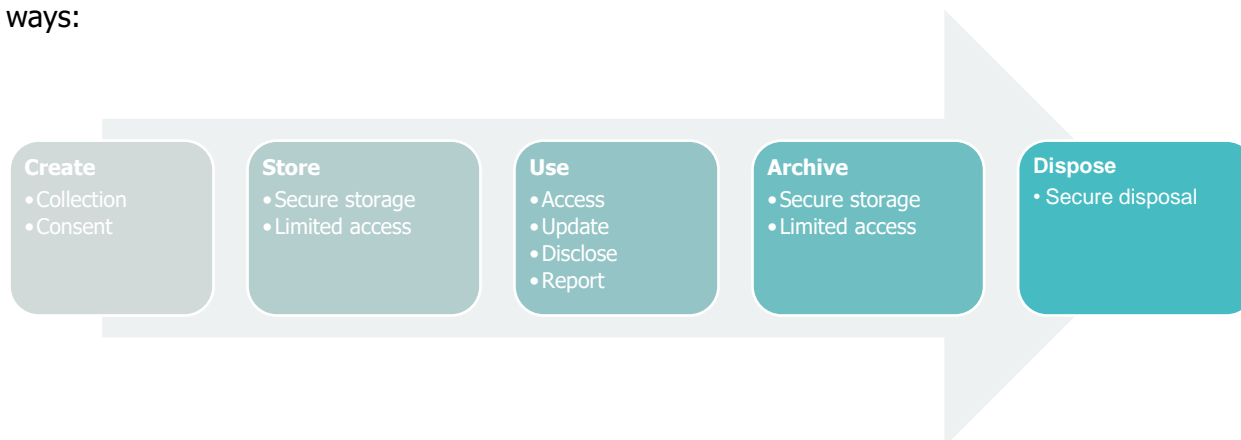 ways:
Create
•Collection
•Consent
Store
•Secure storage
•Limited access
Use
•Access
•Update
•Disclose
•Report
Archive
•Secure storage
•Limited access
Dispose
• Secure disposal